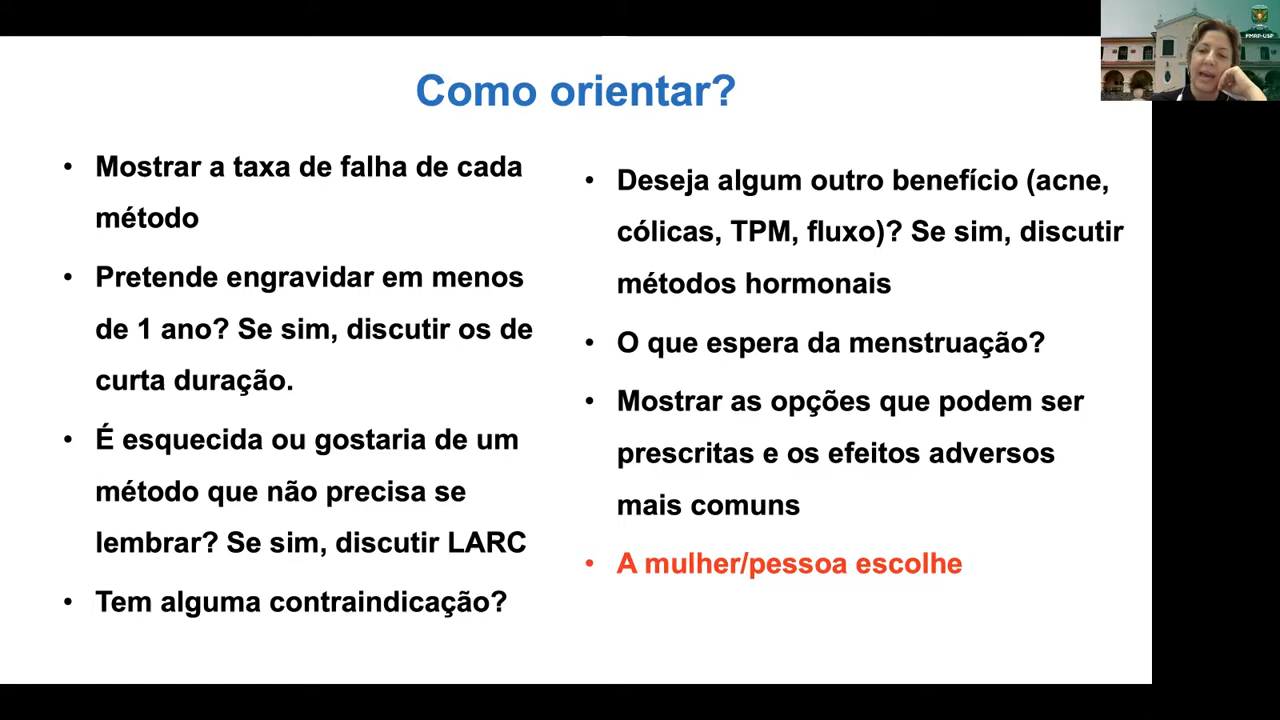 Como orientar?
• Mostrar a taxa de falha de cada
método
• Pretende engravidar em menos
de 1 ano? Se sim, discutir os de
curta duração.
• É esquecida ou gostaria de um
método que não precisa se
lembrar? Se sim, discutir LARC
• Tem alguma contraindicação?
• Deseja algum outro benefício (acne,
cólicas, TPM, fluxo)? Se sim, discutir
métodos hormonais
• O que espera da menstruação?
• Mostrar as opções que podem ser
prescritas e os efeitos adversos
mais comuns
• A mulher/pessoa escolhe
FMRP-USP